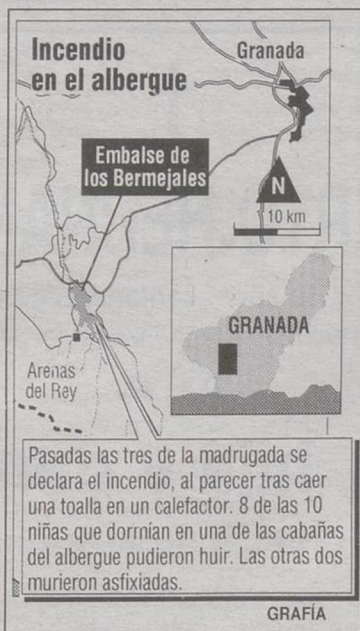 Incendio
en el albergue
Granada
Embalse de
los Bermejales
N
10 km
GRANADA
Arenas
del Rey
Pasadas las tres de la madrugada se
declara el incendio, al parecer tras caer
una toalla en un calefactor. 8 de las 10
niñas que dormían en una de las cabañas
del albergue pudieron huir. Las otras dos
murieron asfixiadas.
GRAFÍA